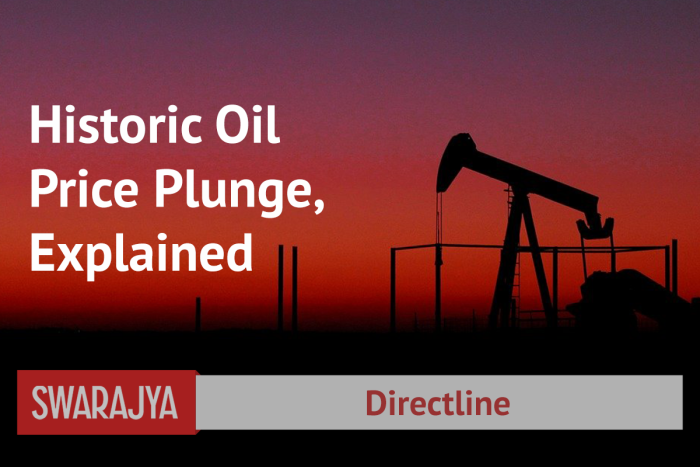 Historic Oil
Price Plunge,
Explained
SWARAJYA
Directline